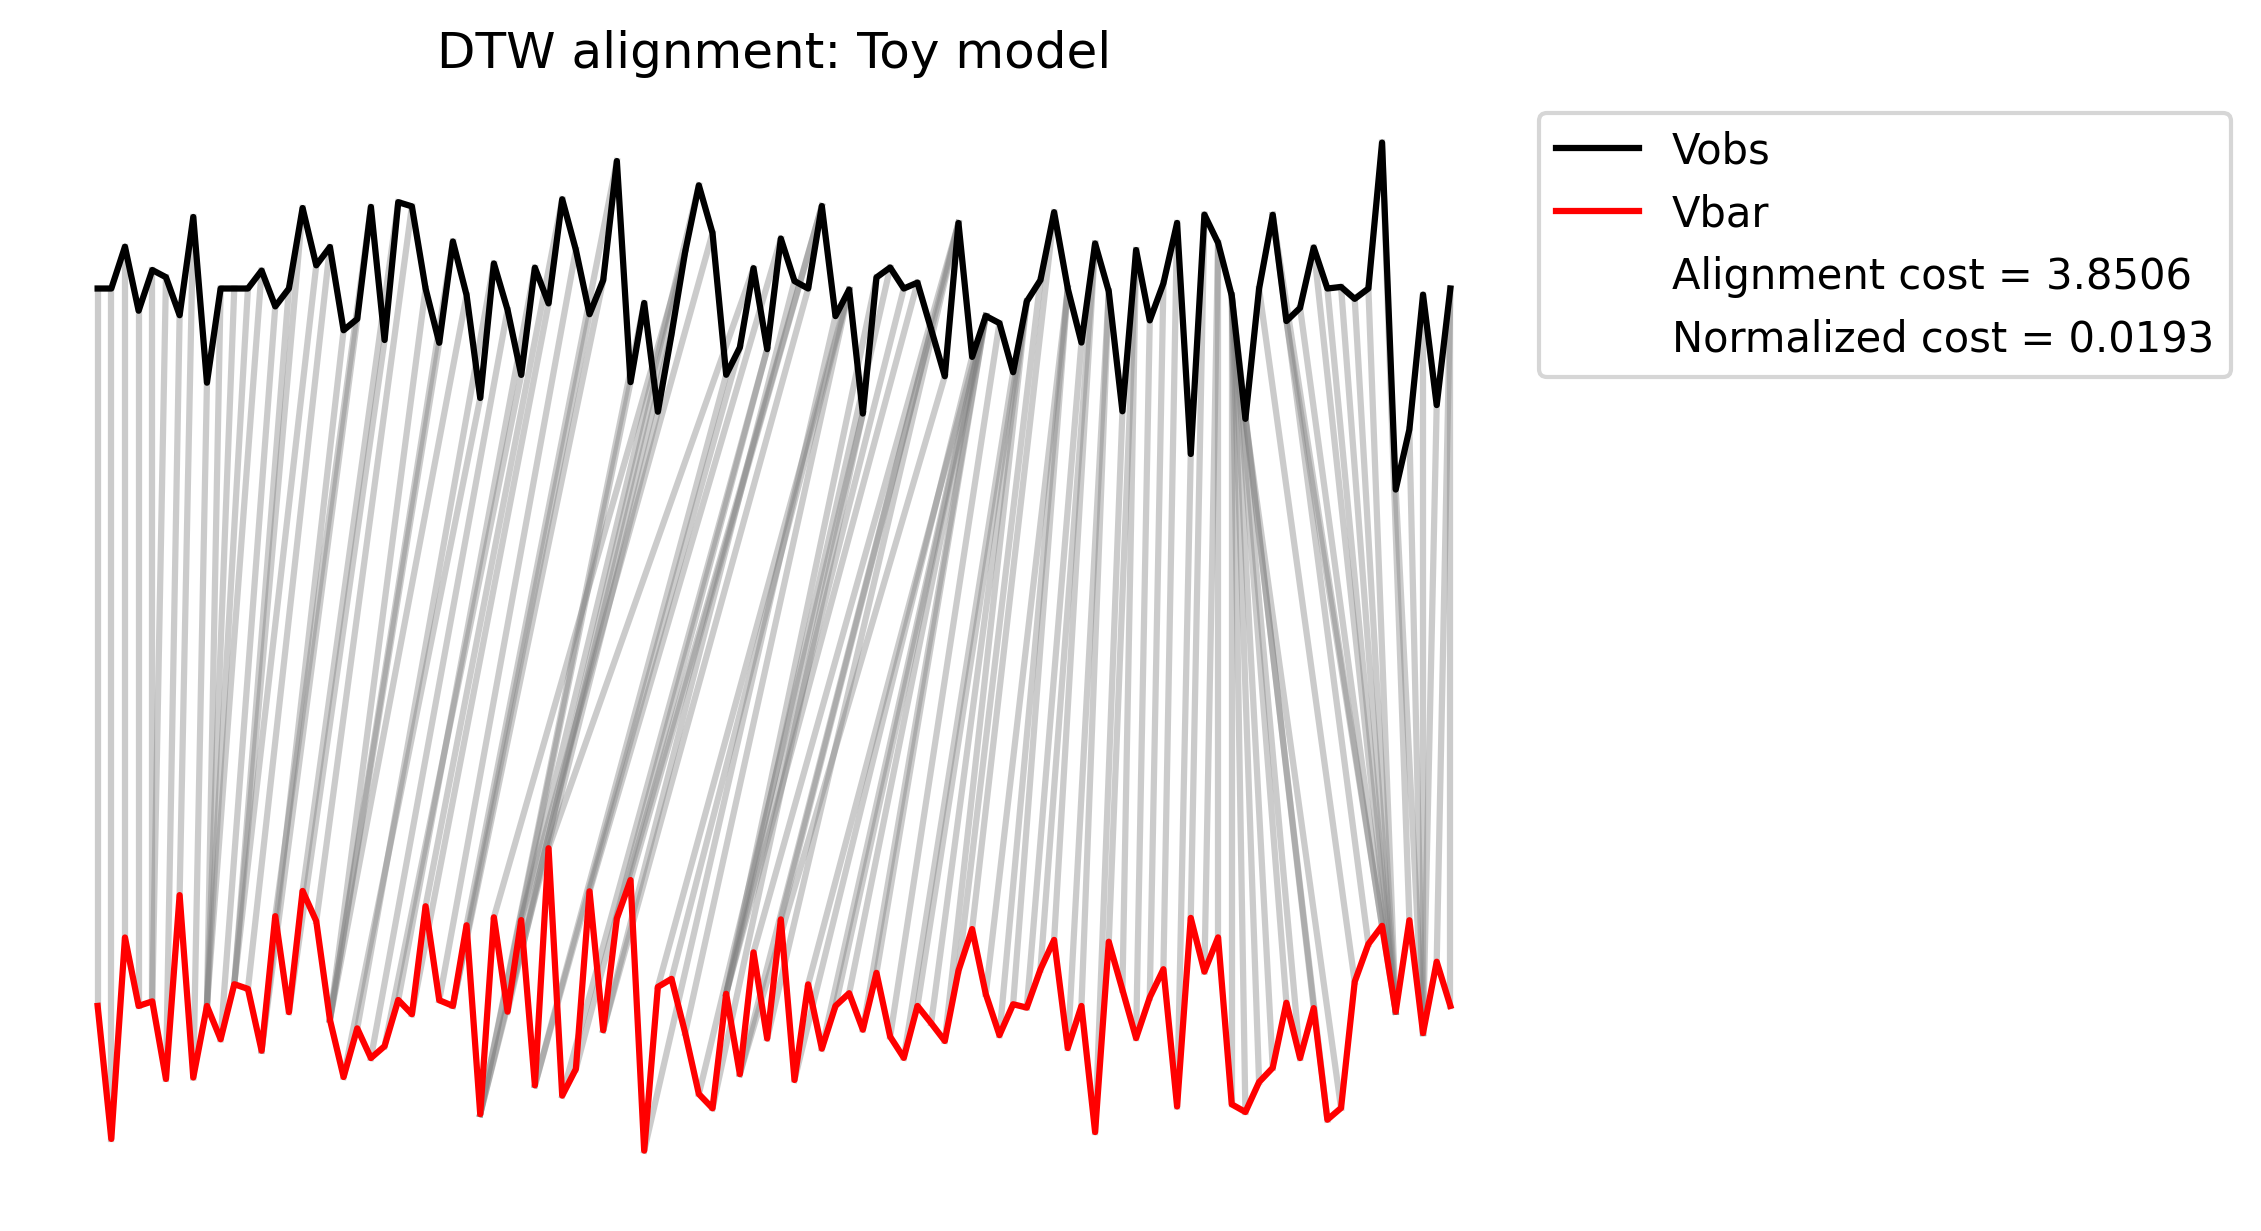 DTW alignment: Toy model
Vobs
Vbar
Alignment cost = 3.8506
Normalized cost = 0.0193